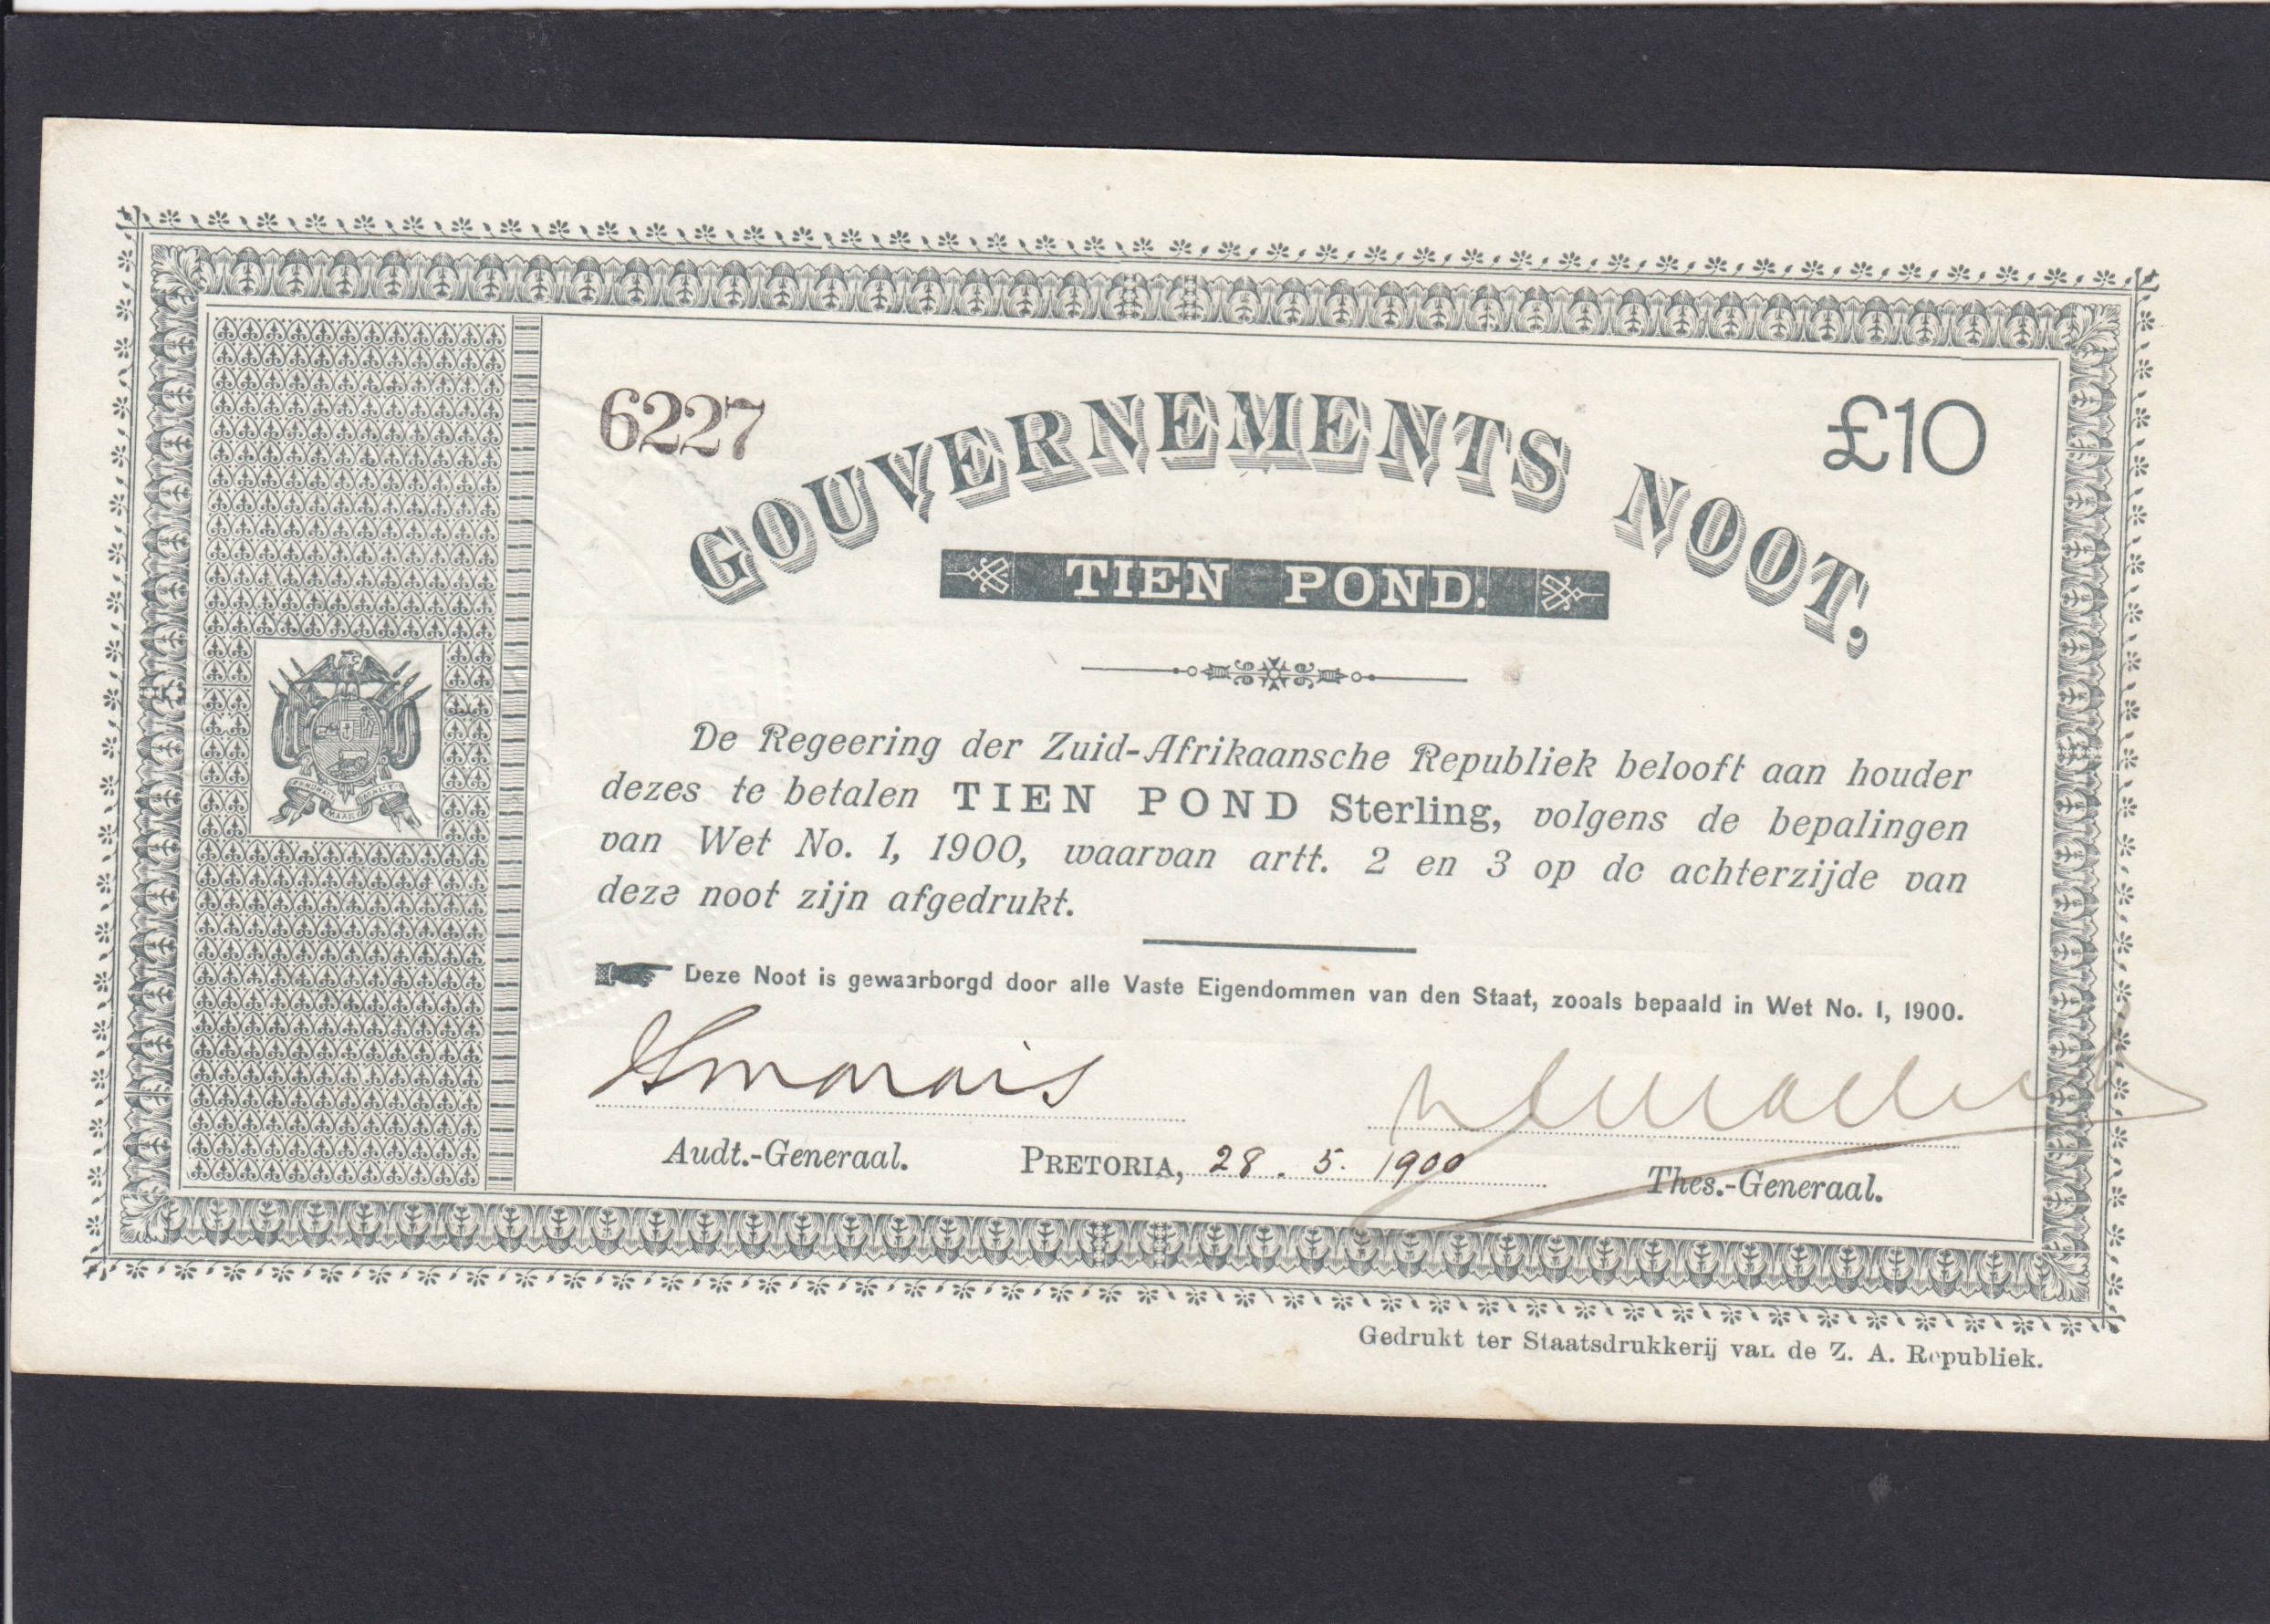 6227
£10
GOUVERNEMENTS NOOT,
TIEN POND.
De Regeering der Zuid-Afrikaansche Republiek belooft aan houder
dezes te betalen TIEN POND Sterling, volgens de bepalingen
van Wet No. 1, 1900, waarvan artt. 2 en 3 op de achterzijde van
deze noot zijn afgedrukt.
Deze Noot is gewaarborgd door alle Vaste Eigendommen van den Staat, zooals bepaald in Wet No. 1, 1900.
Marais
Audt.-Generaal. PRETORIA, 28. 5. 1900 Thes.-Generaal.
Gedrukt ter Staatsdrukkerij van de Z. A. Republiek.